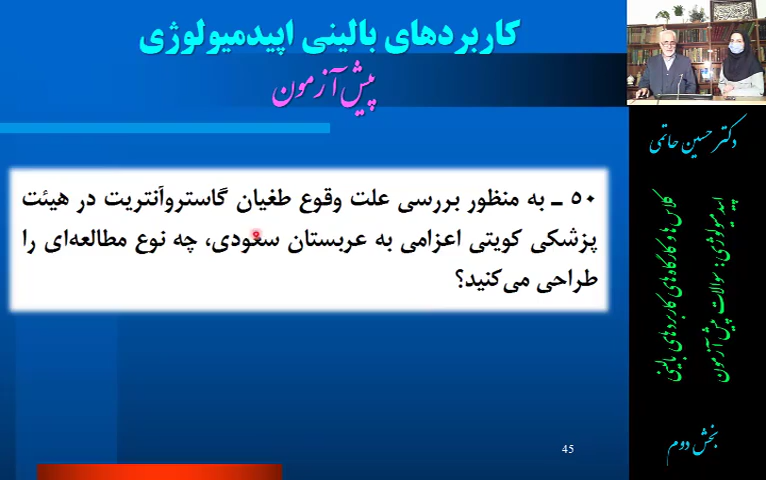 کاربردهای بالینی اپیدمیولوژی
پیش‌آزمون
۵۰ ـ به منظور بررسی علت وقوع طغیان گاستروآنتریت در هیئت
پزشکی کویتی اعزامی به عربستان سعودی، چه نوع مطالعه‌ای را
طراحی می‌کنید؟
45
دکتر حسین حاتمی
کلاس‌ها و کارگاه‌های کاربردهای بالینی
اپیدمیولوژی: سوالات پیش‌آزمون
بخش دوم